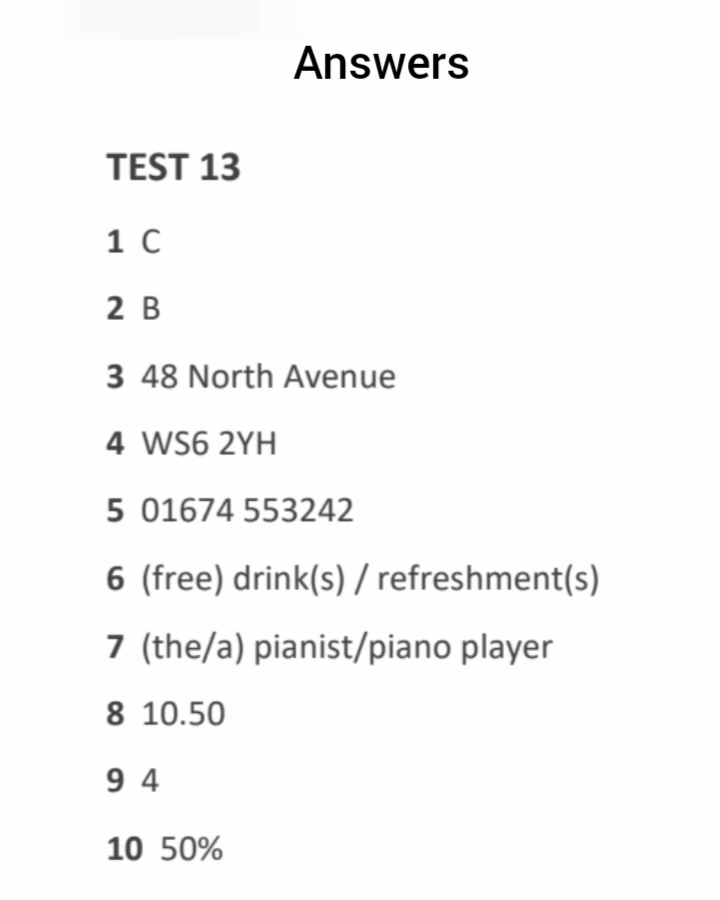 Answers
TEST 13
1 C
2 B
3 48 North Avenue
4 WS6 2YH
5 01674 553242
6 (free) drink(s) / refreshment(s)
7 (the/a) pianist/piano player
8 10.50
9 4
10 50%